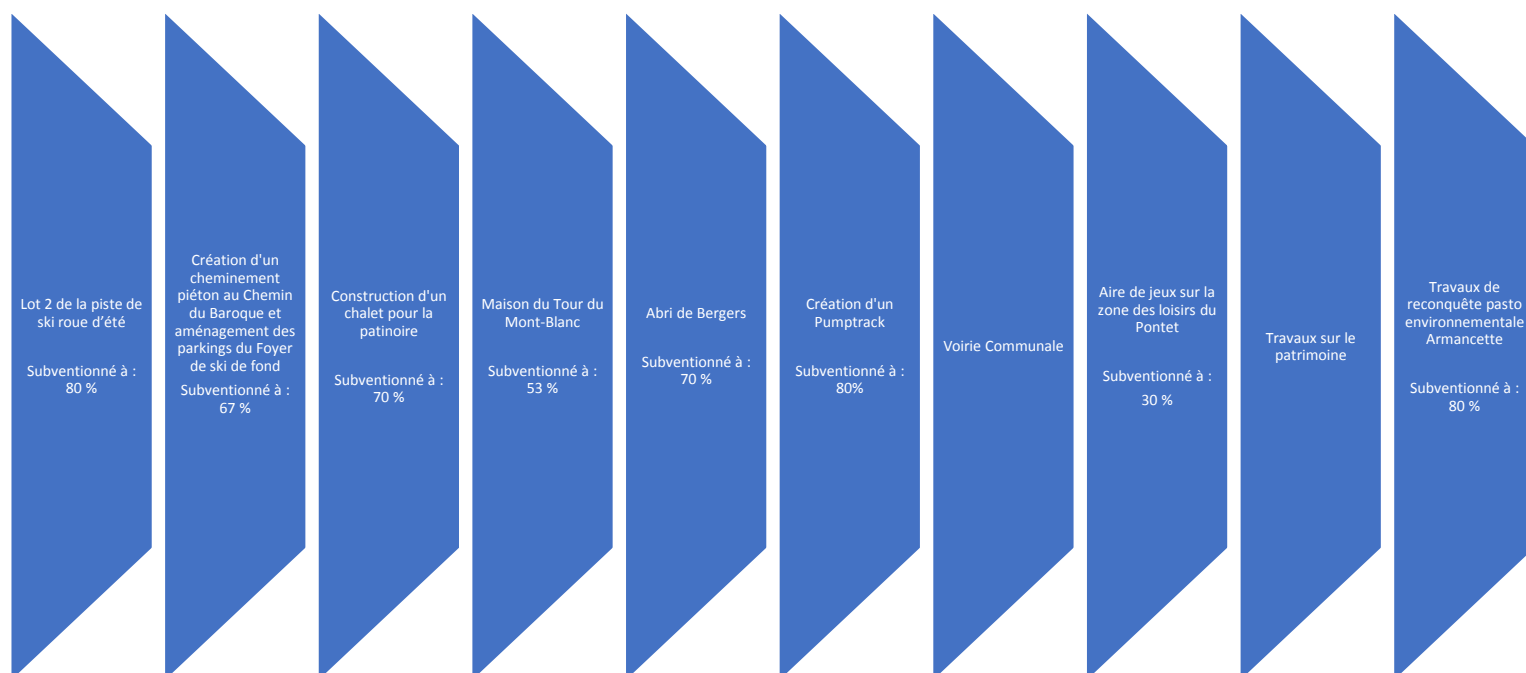 Lot 2 de la piste de
ski roue d’été
Subventionné à :
80 %
Création d'un
cheminement
piéton au Chemin
du Baroque et
aménagement des
parkings du Foyer
de ski de fond
Subventionné à :
67 %
Construction d'un
chalet pour la
patinoire
Subventionné à :
70 %
Maison du Tour du
Mont-Blanc
Subventionné à :
53 %
Abri de Bergers
Subventionné à :
70 %
Création d'un
Pumptrack
Subventionné à :
80%
Voirie Communale
Aire de jeux sur la
zone des loisirs du
Pontet
Subventionné à :
30 %
Travaux sur le
patrimoine
Travaux de
reconquête pasto
environnementale
Armancette
Subventionné à :
80 %